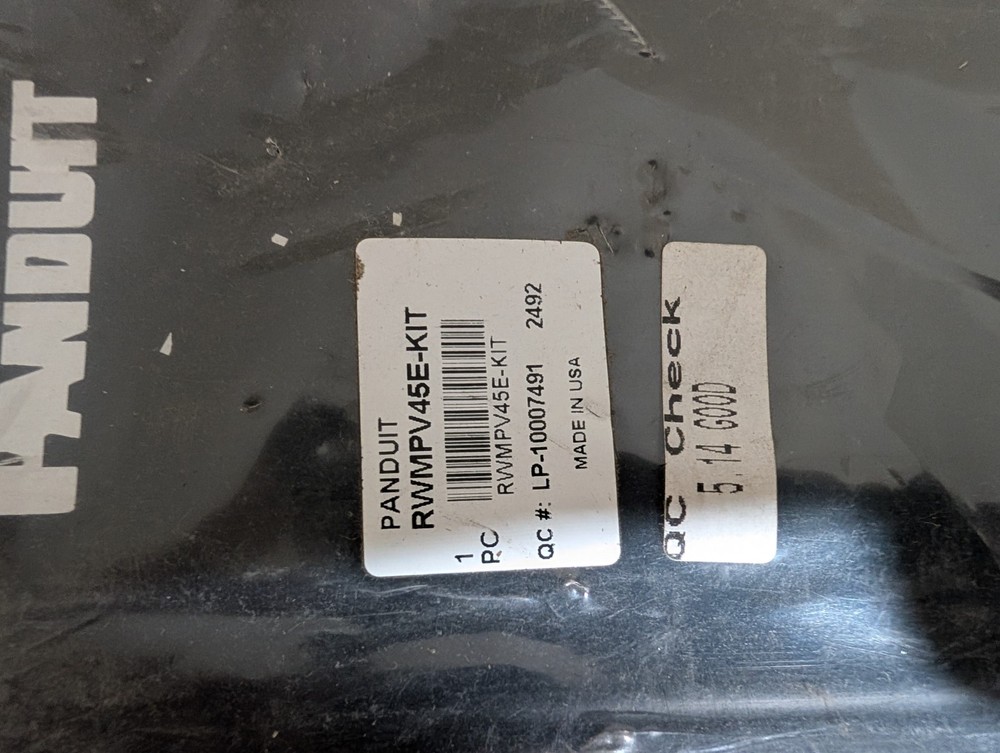 PANDUIT
PANDUIT
RWMPV45E-KIT
1
PC
RWMPV45E-KIT
QC #: LP-10007491 2492
MADE IN USA
QC Check
5.14 GOOD